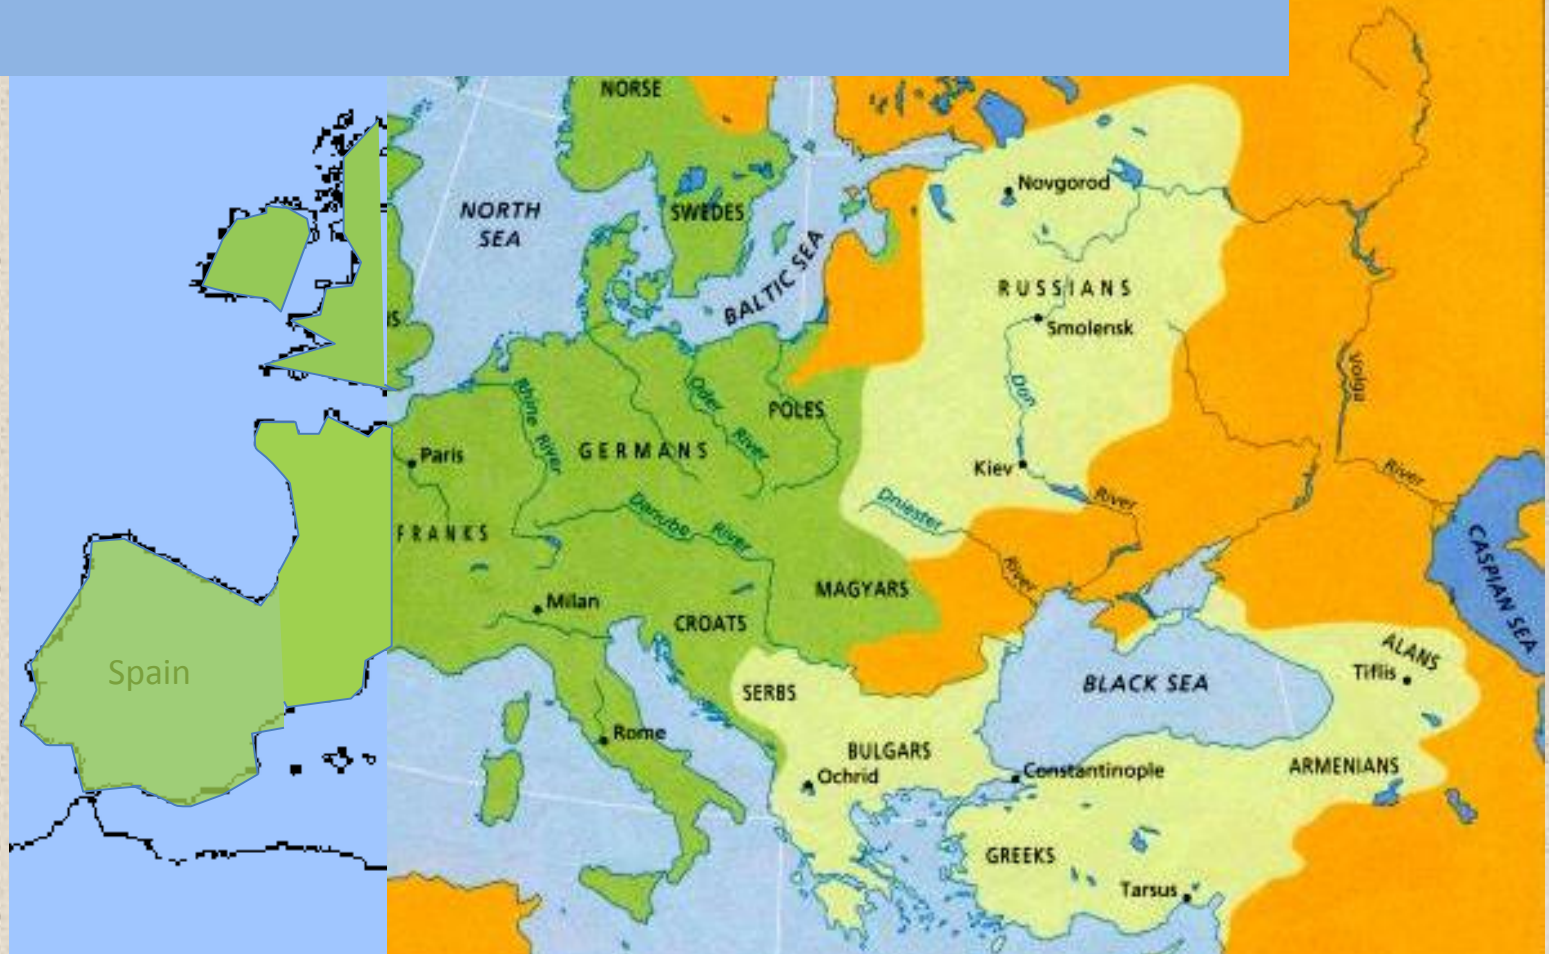 NORSE
Novgorod
NORTH
SEA
SWEDES
BALTIC SEA
RUSSIANS
Smolensk
Volga
Rhine River
Oder
River
POLES
Don
Paris
GERMANS
Kiev
River
River
Dniester
Danube
River
FRANKS
CASPIAN SEA
River
MAGYARS
Milan
CROATS
ALANS
Tiflis
Spain
BLACK SEA
SERBS
Rome
BULGARS
Ochrid
Constantinople
ARMENIANS
GREEKS
Tarsus